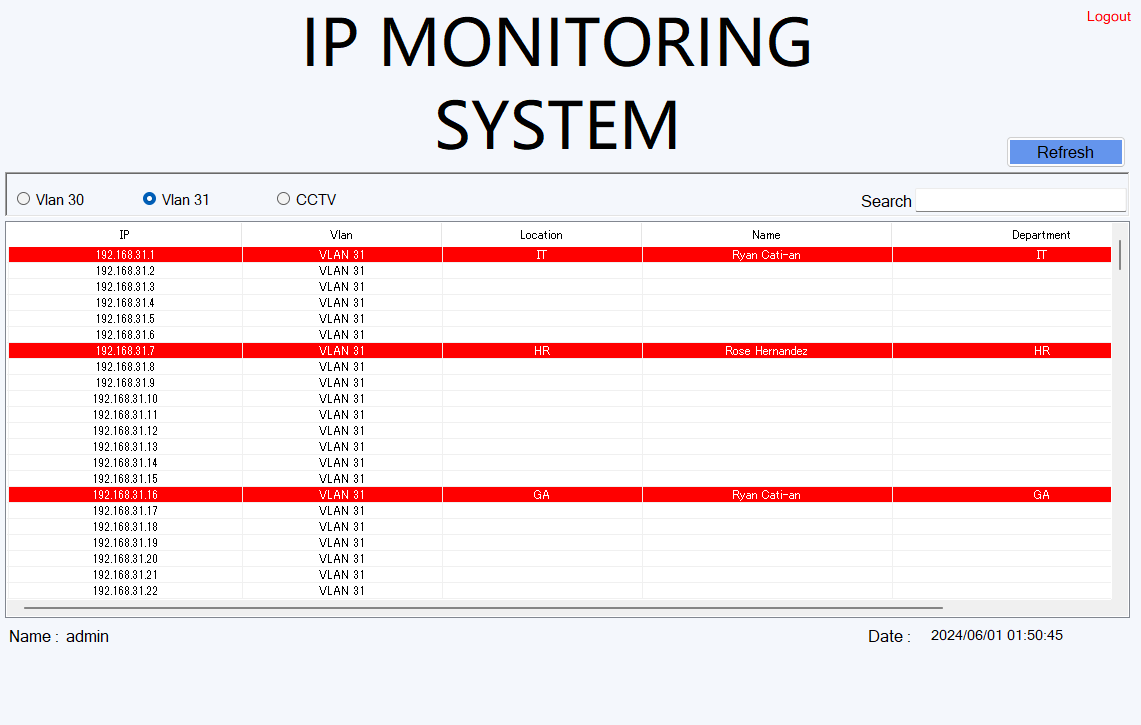 Logout
IP MONITORING
SYSTEM
Refresh
Vlan 30 Vlan 31 CCTV Search
IP Vlan Location Name Department
192.168.31.1 VLAN 31 IT Ryan Cati-an IT
192.168.31.2 VLAN 31
192.168.31.3 VLAN 31
192.168.31.4 VLAN 31
192.168.31.5 VLAN 31
192.168.31.6 VLAN 31
192.168.31.7 VLAN 31 HR Rose Hernandez HR
192.168.31.8 VLAN 31
192.168.31.9 VLAN 31
192.168.31.10 VLAN 31
192.168.31.11 VLAN 31
192.168.31.12 VLAN 31
192.168.31.13 VLAN 31
192.168.31.14 VLAN 31
192.168.31.15 VLAN 31
192.168.31.16 VLAN 31 GA Ryan Cati-an GA
192.168.31.17 VLAN 31
192.168.31.18 VLAN 31
192.168.31.19 VLAN 31
192.168.31.20 VLAN 31
192.168.31.21 VLAN 31
192.168.31.22 VLAN 31
Name : admin Date : 2024/06/01 01:50:45